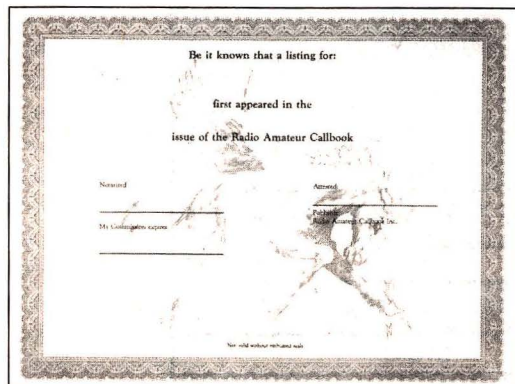 Be it known that a listing for:
first appeared in the
issue of the Radio Amateur Callbook
Notarized
Attested
Publisher
Radio Amateur Callbook Inc.
My Commission expires
Not valid without embossed seal